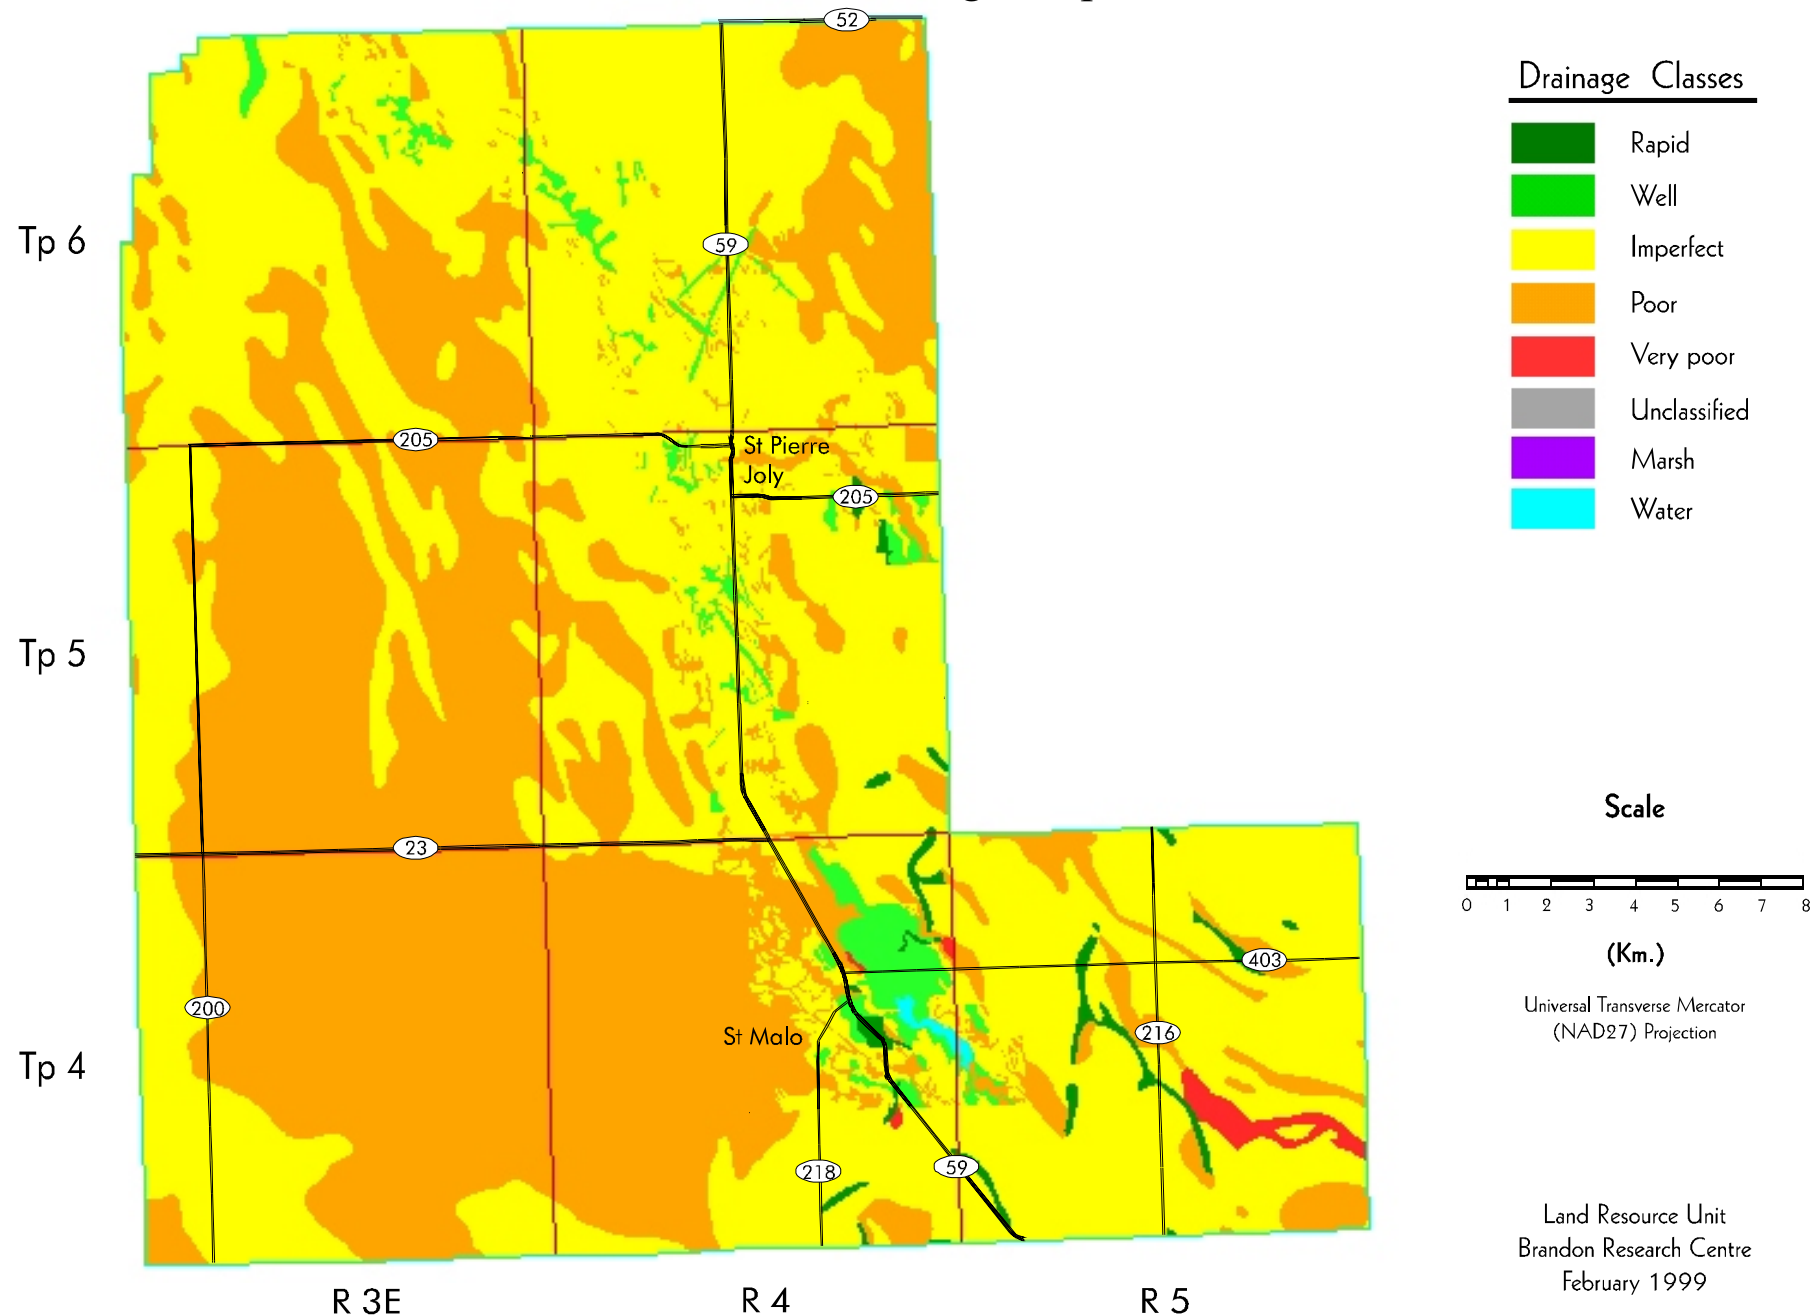 52
Drainage Classes
Rapid
Well
Imperfect
Poor
Very poor
Unclassified
Marsh
Water
Tp 6
59
205
St Pierre
Joly
205
Tp 5
23
Scale
0 1 2 3 4 5 6 7 8
(Km.)
Universal Transverse Mercator
(NAD27) Projection
403
200
216
St Malo
Tp 4
218
59
Land Resource Unit
Brandon Research Centre
February 1999
R 3E
R 4
R 5